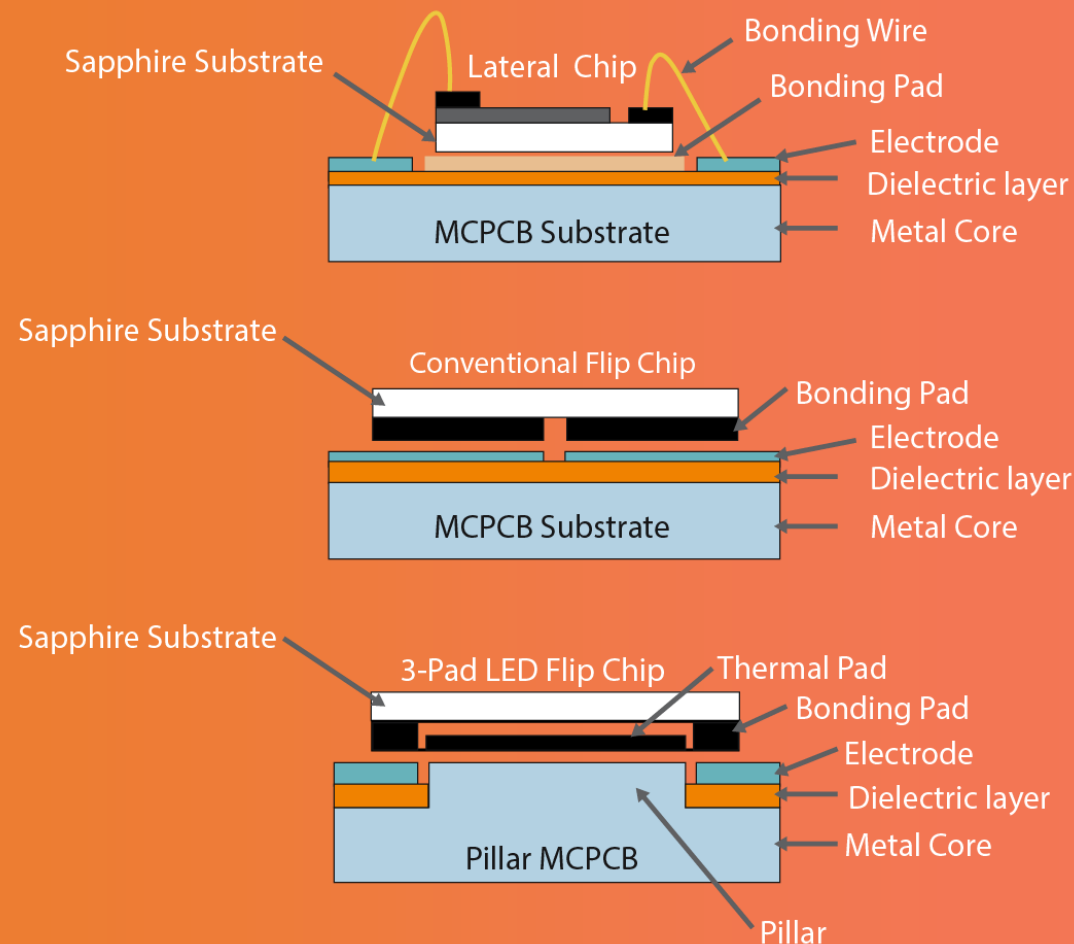 Sapphire Substrate
Lateral Chip
Bonding Wire
Bonding Pad
Electrode
Dielectric layer
MCPCB Substrate
Metal Core
Sapphire Substrate
Conventional Flip Chip
Bonding Pad
Electrode
Dielectric layer
MCPCB Substrate
Metal Core
Sapphire Substrate
3-Pad LED Flip Chip
Thermal Pad
Bonding Pad
Electrode
Dielectric layer
Pillar MCPCB
Metal Core
Pillar